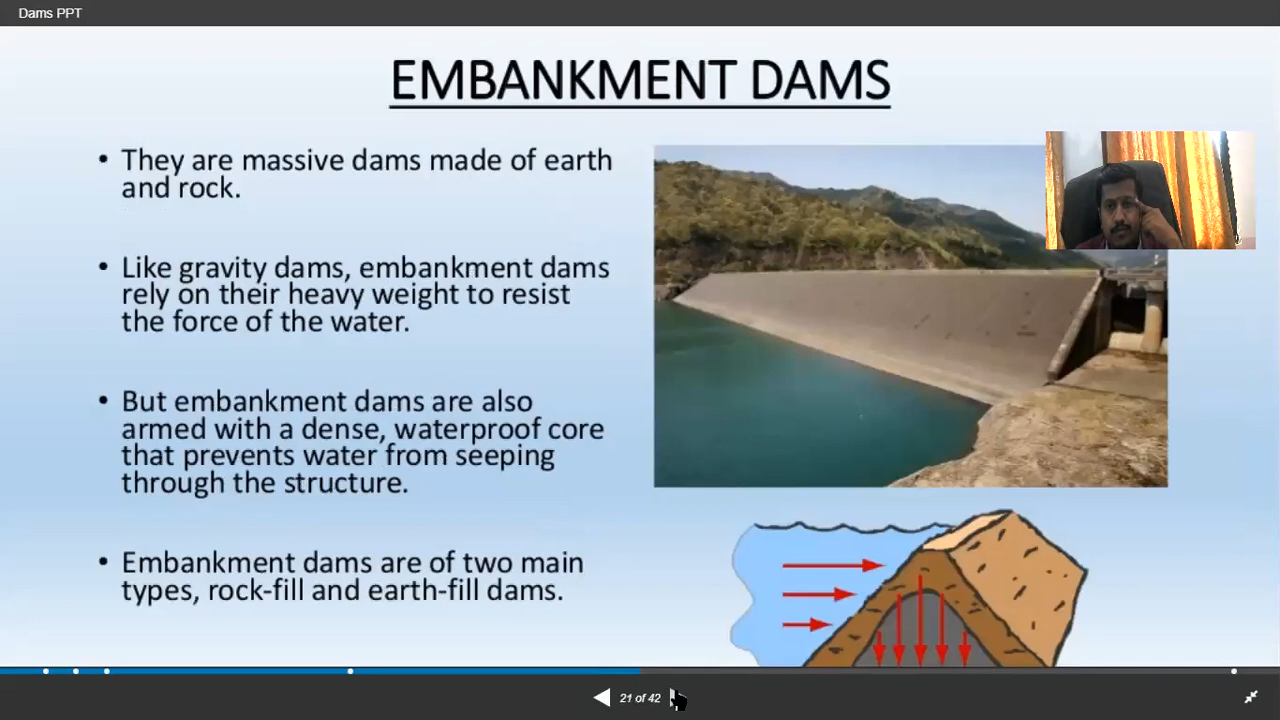 Dams PPT
EMBANKMENT DAMS
• They are massive dams made of earth
and rock.
• Like gravity dams, embankment dams
rely on their heavy weight to resist
the force of the water.
• But embankment dams are also
armed with a dense, waterproof core
that prevents water from seeping
through the structure.
• Embankment dams are of two main
types, rock-fill and earth-fill dams.
21 of 42